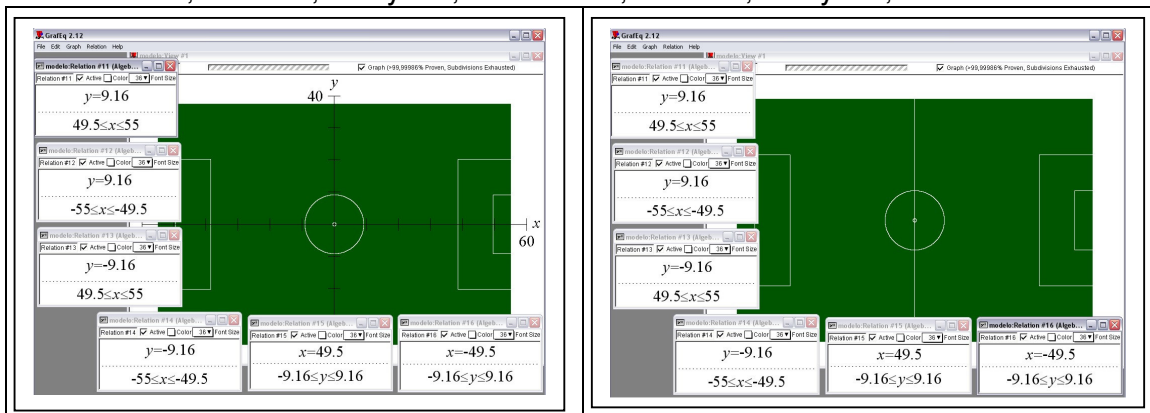 GrafEq 2.12
File Edit Graph Relation Help
modelo:View #1
Graph (>99,99986% Proven, Subdivisions Exhausted)
modelo:Relation #11 (Algeb...
Relation #11 Active Color 36 Font Size
y=9.16
49.5≤x≤55
modelo:Relation #12 (Algeb...
Relation #12 Active Color 36 Font Size
y=9.16
-55≤x≤-49.5
modelo:Relation #13 (Algeb...
Relation #13 Active Color 36 Font Size
y=-9.16
49.5≤x≤55
modelo:Relation #14 (Algeb...
Relation #14 Active Color 36 Font Size
y=-9.16
-55≤x≤-49.5
modelo:Relation #15 (Algeb...
Relation #15 Active Color 36 Font Size
x=49.5
-9.16≤y≤9.16
modelo:Relation #16 (Algeb...
Relation #16 Active Color 36 Font Size
x=-49.5
-9.16≤y≤9.16
y
40
x
60
GrafEq 2.12
File Edit Graph Relation Help
modelo:View #1
Graph (>99,99986% Proven, Subdivisions Exhausted)
modelo:Relation #11 (Algeb...
Relation #11 Active Color 36 Font Size
y=9.16
49.5≤x≤55
modelo:Relation #12 (Algeb...
Relation #12 Active Color 36 Font Size
y=9.16
-55≤x≤-49.5
modelo:Relation #13 (Algeb...
Relation #13 Active Color 36 Font Size
y=-9.16
49.5≤x≤55
modelo:Relation #14 (Algeb...
Relation #14 Active Color 36 Font Size
y=-9.16
-55≤x≤-49.5
modelo:Relation #15 (Algeb...
Relation #15 Active Color 36 Font Size
x=49.5
-9.16≤y≤9.16
modelo:Relation #16 (Algeb...
Relation #16 Active Color 36 Font Size
x=-49.5
-9.16≤y≤9.16